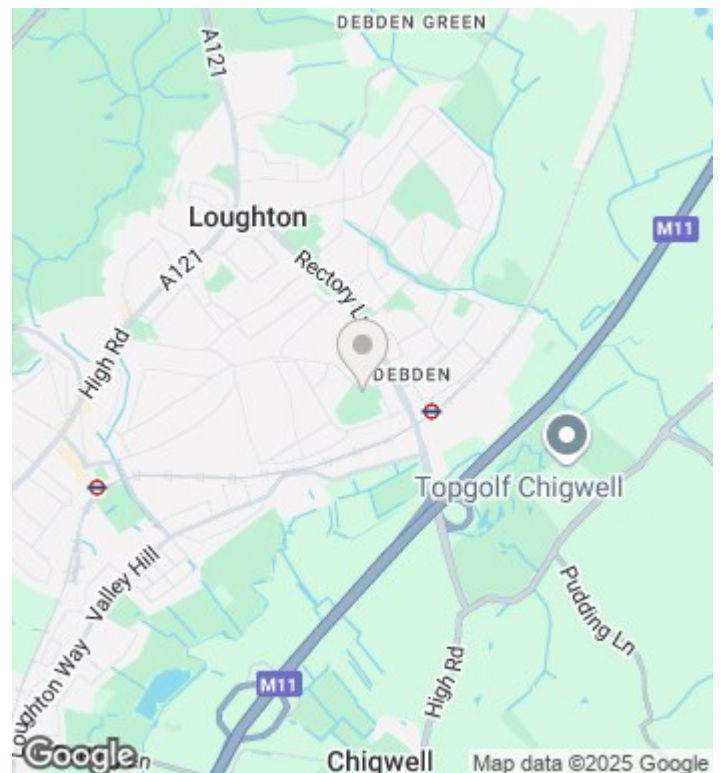 DEBDEN GREEN
A121
Loughton
M11
A121
Rectory L
High Rd
DEBDEN
Topgolf Chigwell
Valley Hill
Pudding Ln
Loughton Way
High Rd
M11
Chigwell
Google
Map data ©2025 Google